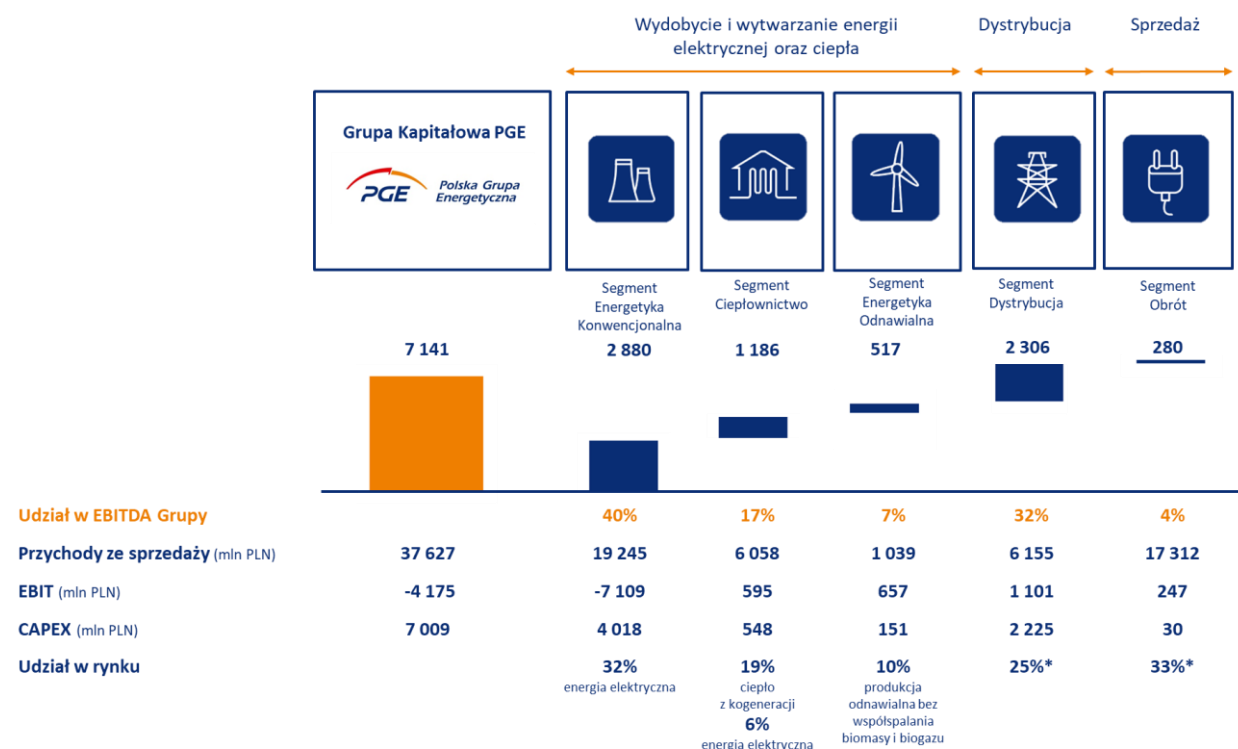 Wydobycie i wytwarzanie energii
elektrycznej oraz ciepła
Dystrybucja
Sprzedaż
Grupa Kapitałowa PGE
PGE
Polska Grupa
Energetyczna
Segment
Energetyka
Konwencjonalna
Segment
Ciepłownictwo
Segment
Energetyka
Odnawialna
Segment
Dystrybucja
Segment
Obrót
7 141 2 880 1 186 517 2 306 280
Udział w EBITDA Grupy 40% 17% 7% 32% 4%
Przychody ze sprzedaży (mln PLN) 37 627 19 245 6 058 1 039 6 155 17 312
EBIT (mln PLN) -4 175 -7 109 595 657 1 101 247
CAPEX (mln PLN) 7 009 4 018 548 151 2 225 30
Udział w rynku 32% 19% 10% 25%* 33%*
energia elektryczna
ciepło
z kogeneracji
6%
energia elektryczna
produkcja
odnawialna bez
współspalania
biomasy i biogazu